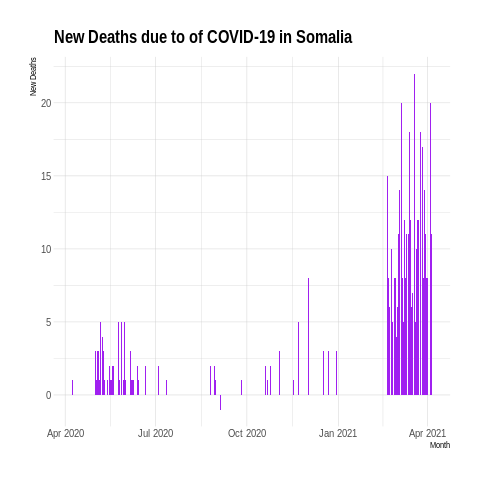 New Deaths due to of COVID-19 in Somalia
New Deaths
20
15
10
5
0
Apr 2020 Jul 2020 Oct 2020 Jan 2021 Apr 2021
Month